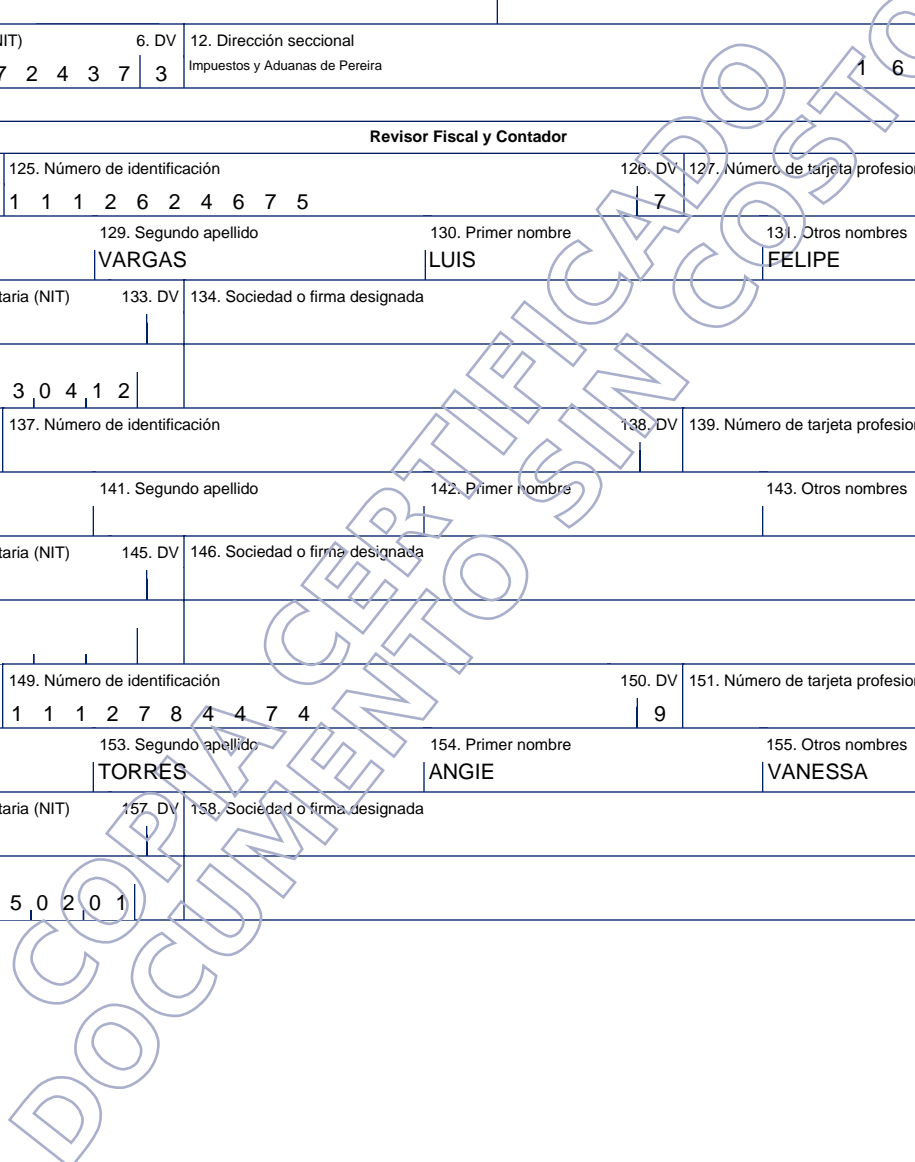 NIT) 6. DV 12. Dirección seccional
7 2 4 3 7 3 Impuestos y Aduanas de Pereira 1 6
Revisor Fiscal y Contador
125. Número de identificación 126. DV 127. Número de tarjeta profesion
1 1 1 2 6 2 4 6 7 5 7
129. Segundo apellido 130. Primer nombre 131. Otros nombres
VARGAS LUIS FELIPE
taria (NIT) 133. DV 134. Sociedad o firma designada
3 0 4 1 2
137. Número de identificación 138. DV 139. Número de tarjeta profesion
141. Segundo apellido 142. Primer nombre 143. Otros nombres
taria (NIT) 145. DV 146. Sociedad o firma designada
149. Número de identificación 150. DV 151. Número de tarjeta profesion
1 1 1 2 7 8 4 4 7 4 9
153. Segundo apellido 154. Primer nombre 155. Otros nombres
TORRES ANGIE VANESSA
taria (NIT) 157. DV 158. Sociedad o firma designada
5 0 2 0 1
COPIA CERTIFICADO
DOCUMENTO SIN COSTO